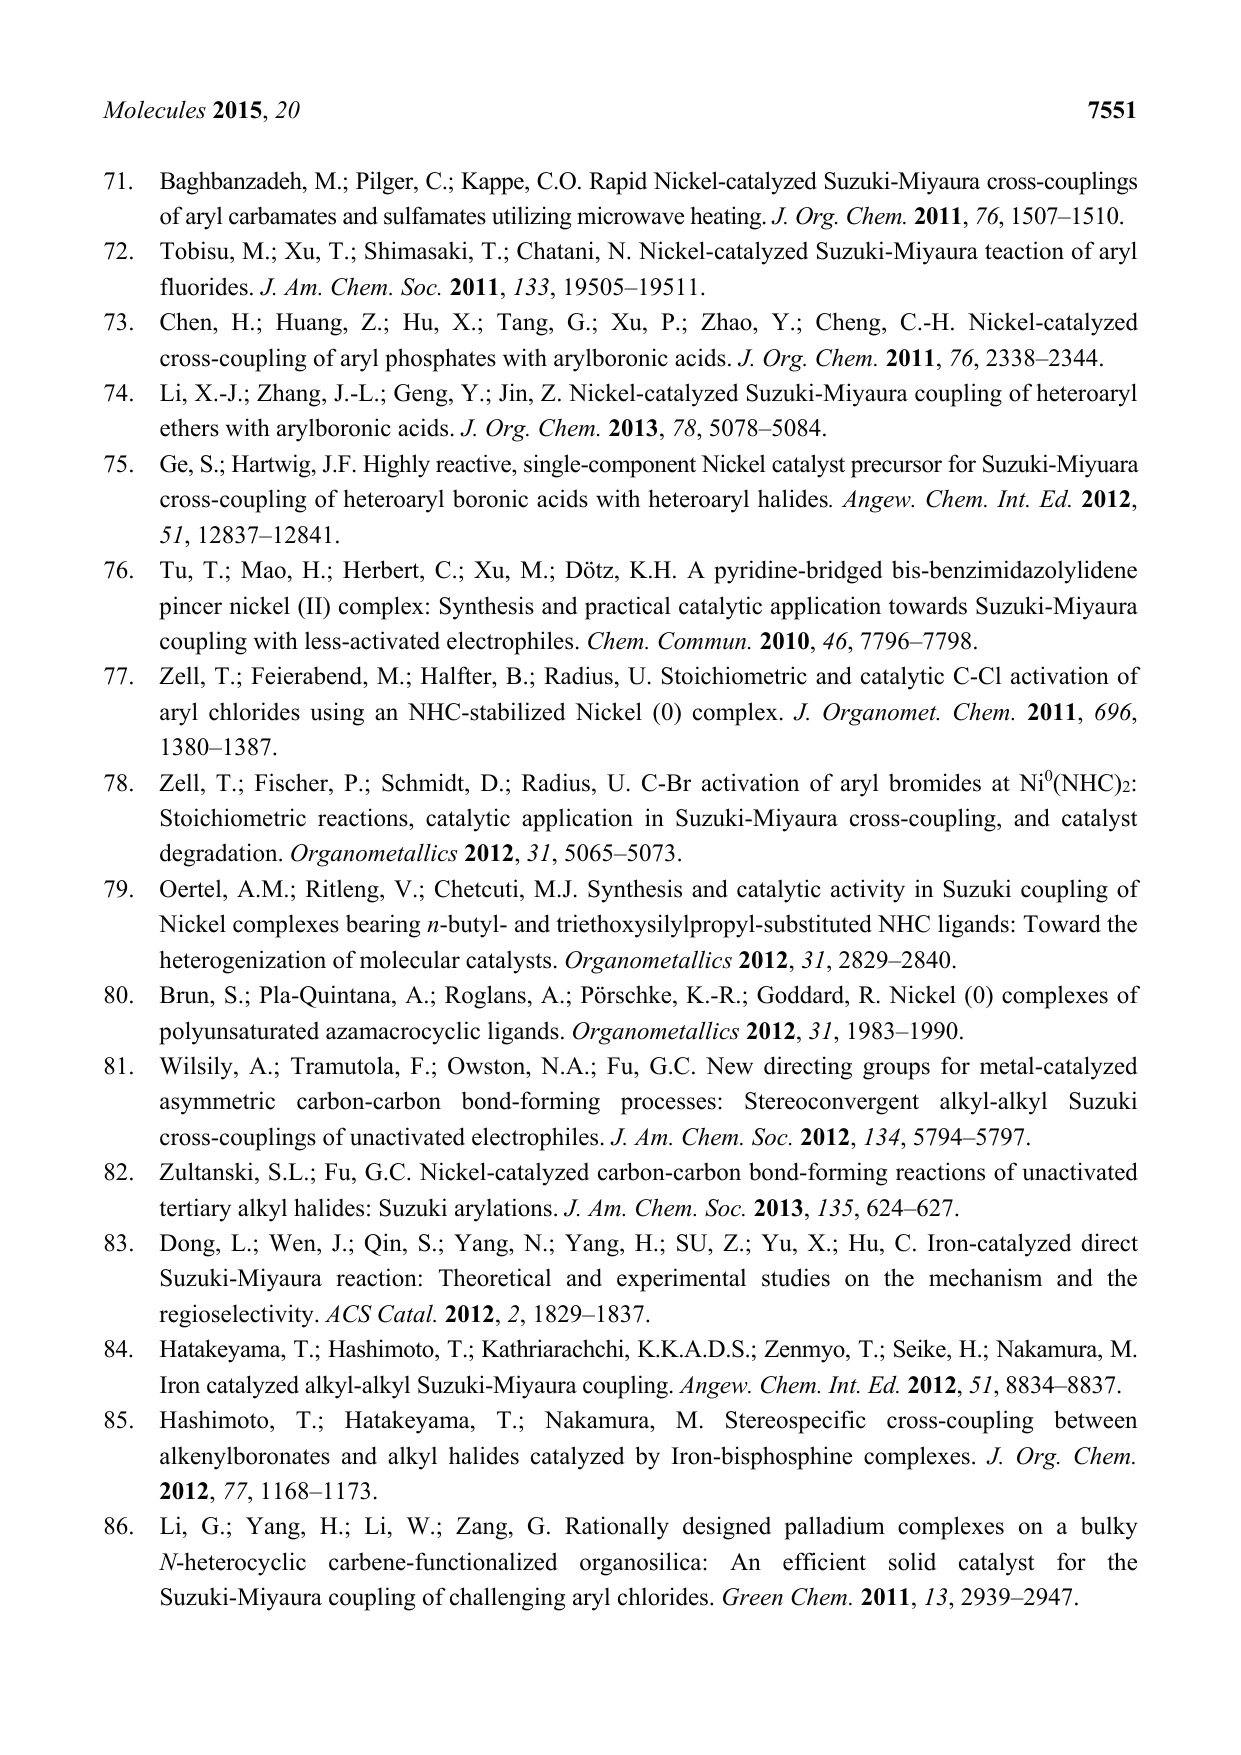 Molecules 2015, 20 7551
71. Baghbanzadeh, M.; Pilger, C.; Kappe, C.O. Rapid Nickel-catalyzed Suzuki-Miyaura cross-couplings
of aryl carbamates and sulfamates utilizing microwave heating. J. Org. Chem. 2011, 76, 1507–1510.
72. Tobisu, M.; Xu, T.; Shimasaki, T.; Chatani, N. Nickel-catalyzed Suzuki-Miyaura teaction of aryl
fluorides. J. Am. Chem. Soc. 2011, 133, 19505–19511.
73. Chen, H.; Huang, Z.; Hu, X.; Tang, G.; Xu, P.; Zhao, Y.; Cheng, C.-H. Nickel-catalyzed
cross-coupling of aryl phosphates with arylboronic acids. J. Org. Chem. 2011, 76, 2338–2344.
74. Li, X.-J.; Zhang, J.-L.; Geng, Y.; Jin, Z. Nickel-catalyzed Suzuki-Miyaura coupling of heteroaryl
ethers with arylboronic acids. J. Org. Chem. 2013, 78, 5078–5084.
75. Ge, S.; Hartwig, J.F. Highly reactive, single-component Nickel catalyst precursor for Suzuki-Miyuara
cross-coupling of heteroaryl boronic acids with heteroaryl halides. Angew. Chem. Int. Ed. 2012,
51, 12837–12841.
76. Tu, T.; Mao, H.; Herbert, C.; Xu, M.; Dötz, K.H. A pyridine-bridged bis-benzimidazolylidene
pincer nickel (II) complex: Synthesis and practical catalytic application towards Suzuki-Miyaura
coupling with less-activated electrophiles. Chem. Commun. 2010, 46, 7796–7798.
77. Zell, T.; Feierabend, M.; Halfter, B.; Radius, U. Stoichiometric and catalytic C-Cl activation of
aryl chlorides using an NHC-stabilized Nickel (0) complex. J. Organomet. Chem. 2011, 696,
1380–1387.
78. Zell, T.; Fischer, P.; Schmidt, D.; Radius, U. C-Br activation of aryl bromides at Ni⁰(NHC)₂:
Stoichiometric reactions, catalytic application in Suzuki-Miyaura cross-coupling, and catalyst
degradation. Organometallics 2012, 31, 5065–5073.
79. Oertel, A.M.; Ritleng, V.; Chetcuti, M.J. Synthesis and catalytic activity in Suzuki coupling of
Nickel complexes bearing n-butyl- and triethoxysilylpropyl-substituted NHC ligands: Toward the
heterogenization of molecular catalysts. Organometallics 2012, 31, 2829–2840.
80. Brun, S.; Pla-Quintana, A.; Roglans, A.; Pörschke, K.-R.; Goddard, R. Nickel (0) complexes of
polyunsaturated azamacrocyclic ligands. Organometallics 2012, 31, 1983–1990.
81. Wilsily, A.; Tramutola, F.; Owston, N.A.; Fu, G.C. New directing groups for metal-catalyzed
asymmetric carbon-carbon bond-forming processes: Stereoconvergent alkyl-alkyl Suzuki
cross-couplings of unactivated electrophiles. J. Am. Chem. Soc. 2012, 134, 5794–5797.
82. Zultanski, S.L.; Fu, G.C. Nickel-catalyzed carbon-carbon bond-forming reactions of unactivated
tertiary alkyl halides: Suzuki arylations. J. Am. Chem. Soc. 2013, 135, 624–627.
83. Dong, L.; Wen, J.; Qin, S.; Yang, N.; Yang, H.; SU, Z.; Yu, X.; Hu, C. Iron-catalyzed direct
Suzuki-Miyaura reaction: Theoretical and experimental studies on the mechanism and the
regioselectivity. ACS Catal. 2012, 2, 1829–1837.
84. Hatakeyama, T.; Hashimoto, T.; Kathriarachchi, K.K.A.D.S.; Zenmyo, T.; Seike, H.; Nakamura, M.
Iron catalyzed alkyl-alkyl Suzuki-Miyaura coupling. Angew. Chem. Int. Ed. 2012, 51, 8834–8837.
85. Hashimoto, T.; Hatakeyama, T.; Nakamura, M. Stereospecific cross-coupling between
alkenylboronates and alkyl halides catalyzed by Iron-bisphosphine complexes. J. Org. Chem.
2012, 77, 1168–1173.
86. Li, G.; Yang, H.; Li, W.; Zang, G. Rationally designed palladium complexes on a bulky
N-heterocyclic carbene-functionalized organosilica: An efficient solid catalyst for the
Suzuki-Miyaura coupling of challenging aryl chlorides. Green Chem. 2011, 13, 2939–2947.